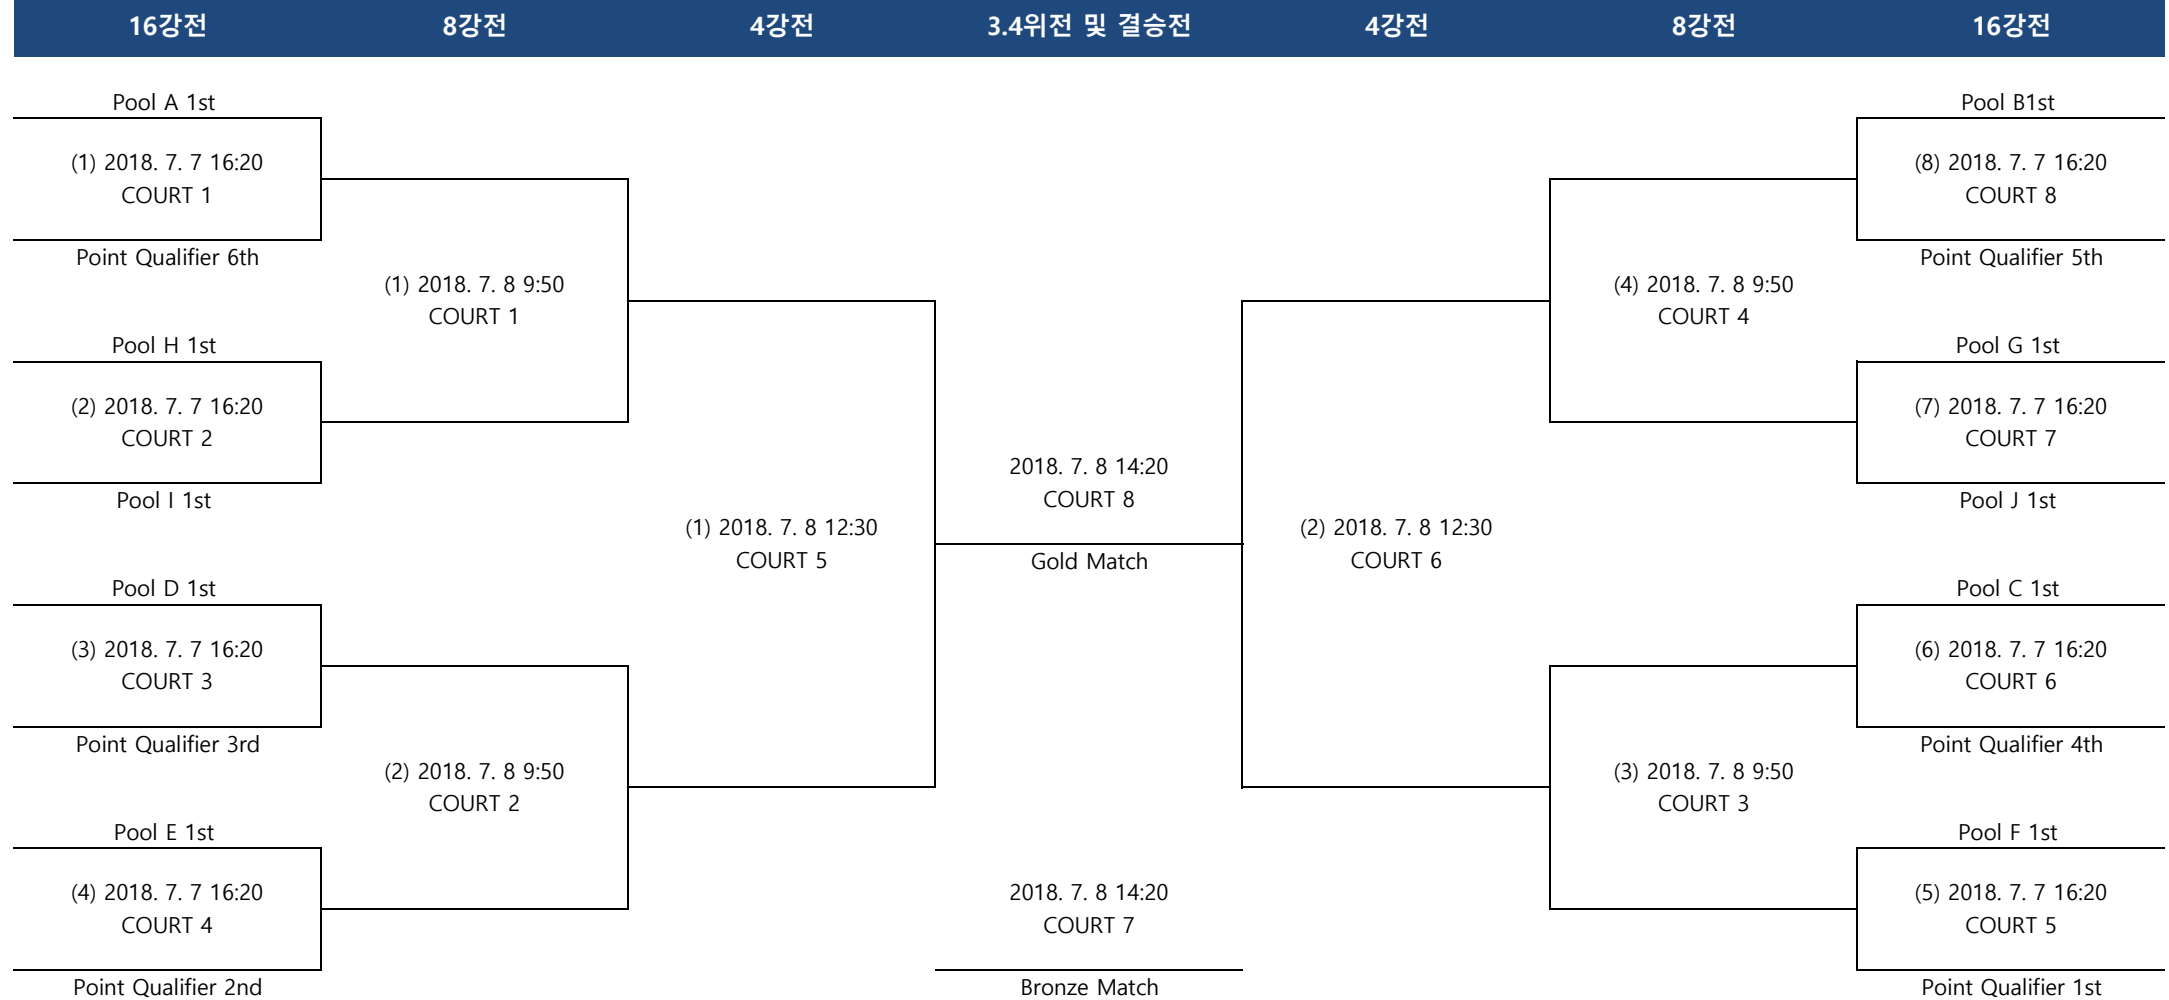 16강전 8강전 4강전 3.4위전 및 결승전 4강전 8강전 16강전
Pool A 1st
(1) 2018. 7. 7 16:20
COURT 1
Point Qualifier 6th
Pool H 1st
(2) 2018. 7. 7 16:20
COURT 2
Pool I 1st
Pool D 1st
(3) 2018. 7. 7 16:20
COURT 3
Point Qualifier 3rd
Pool E 1st
(4) 2018. 7. 7 16:20
COURT 4
Point Qualifier 2nd
(1) 2018. 7. 8 9:50
COURT 1
(2) 2018. 7. 8 9:50
COURT 2
(1) 2018. 7. 8 12:30
COURT 5
2018. 7. 8 14:20
COURT 8
Gold Match
2018. 7. 8 14:20
COURT 7
Bronze Match
(2) 2018. 7. 8 12:30
COURT 6
(4) 2018. 7. 8 9:50
COURT 4
(3) 2018. 7. 8 9:50
COURT 3
Pool B1st
(8) 2018. 7. 7 16:20
COURT 8
Point Qualifier 5th
Pool G 1st
(7) 2018. 7. 7 16:20
COURT 7
Pool J 1st
Pool C 1st
(6) 2018. 7. 7 16:20
COURT 6
Point Qualifier 4th
Pool F 1st
(5) 2018. 7. 7 16:20
COURT 5
Point Qualifier 1st